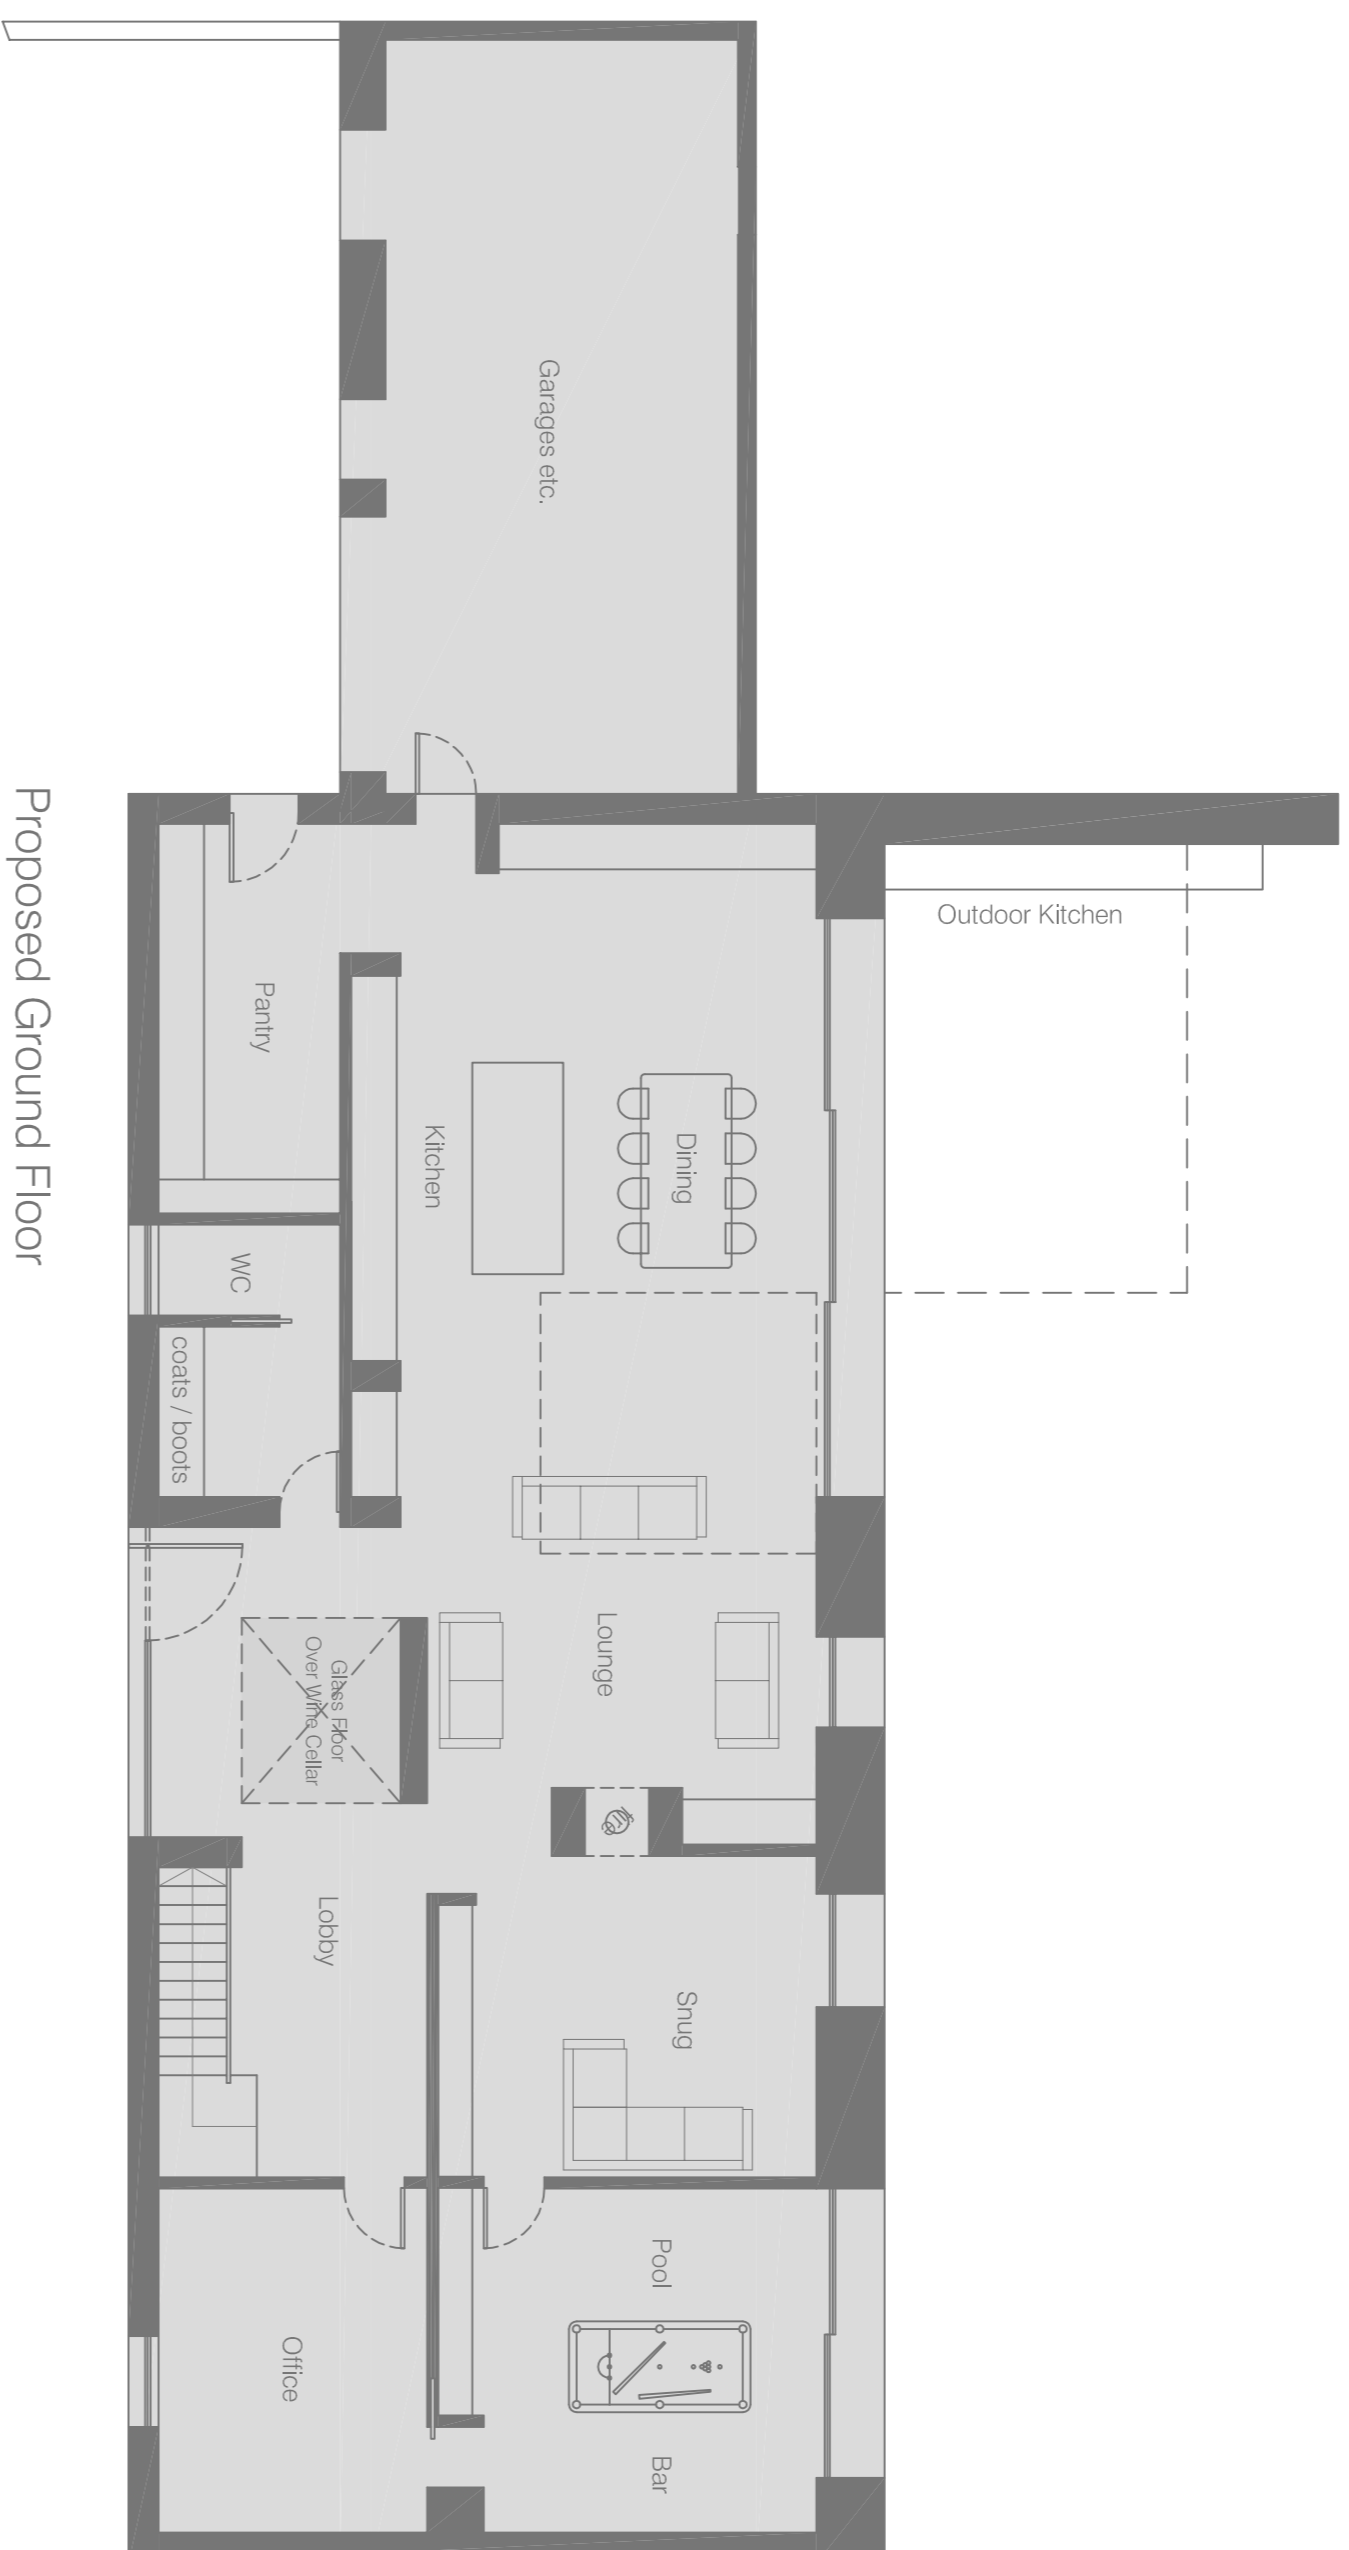 Garages etc.
Outdoor Kitchen
Pantry
Kitchen
Dining
WC
coats / boots
Lounge
Glass Floor
Over Wine Cellar
fire
Lobby
Snug
Pool
Office
Bar
Proposed Ground Floor